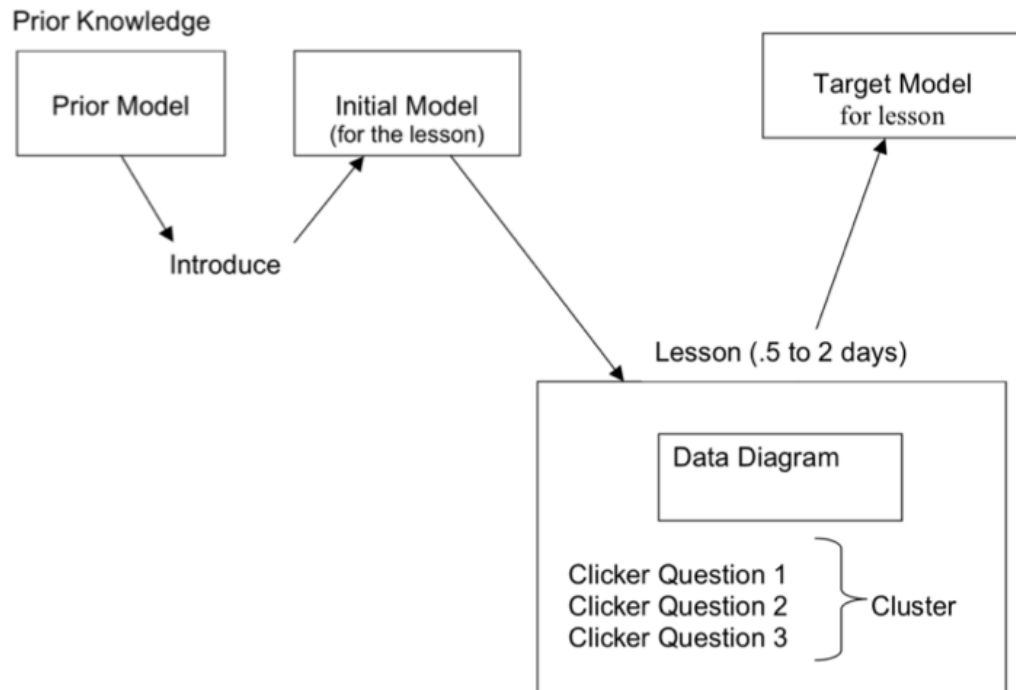 Prior Knowledge
Prior Model
Initial Model
(for the lesson)
Target Model
for lesson
Introduce
Lesson (.5 to 2 days)
Data Diagram
Clicker Question 1
Clicker Question 2
Clicker Question 3
Cluster